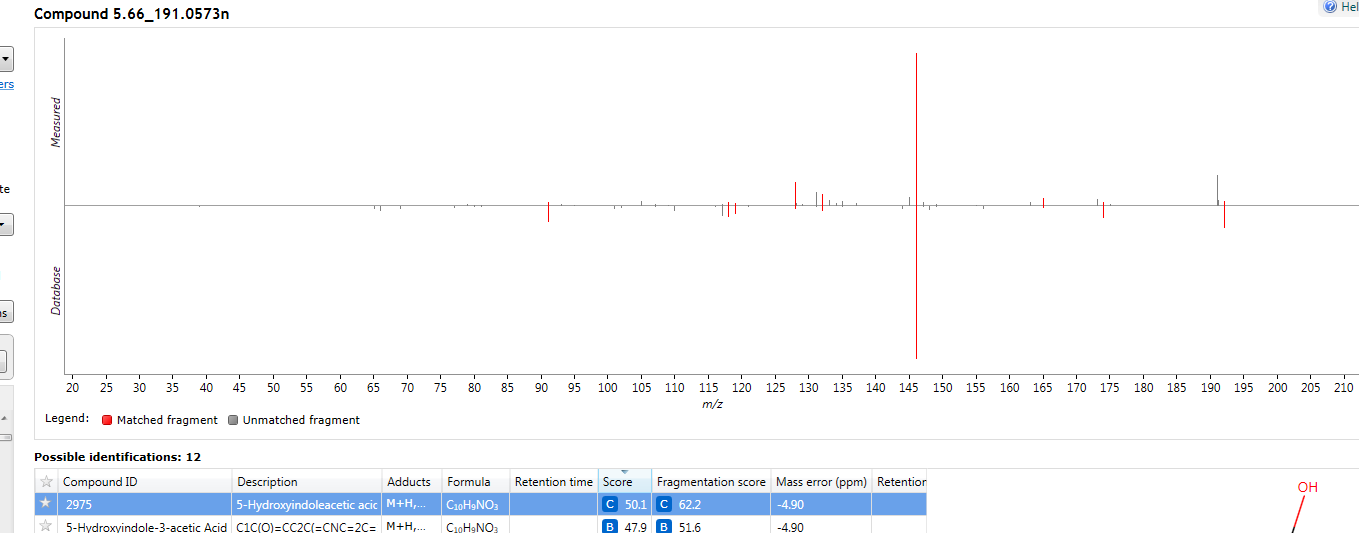 Compound 5.66_191.0573n
Hel
ers
te
ns
Measured
Database
20 25 30 35 40 45 50 55 60 65 70 75 80 85 90 95 100 105 110 115 120 125 130 135 140 145 150 155 160 165 170 175 180 185 190 195 200 205 210
m/z
Legend: Matched fragment Unmatched fragment
Possible identifications: 12
Compound ID Description Adducts Formula Retention time Score Fragmentation score Mass error (ppm) Retention
2975 5-Hydroxyindoleacetic acid M+H,... C₁₀H₉NO₃ C 50.1 C 62.2 -4.90
5-Hydroxyindole-3-acetic Acid C1C(O)=CC2C(=CNC=2C= M+H,... C₁₀H₉NO₃ B 47.9 B 51.6 -4.90
OH